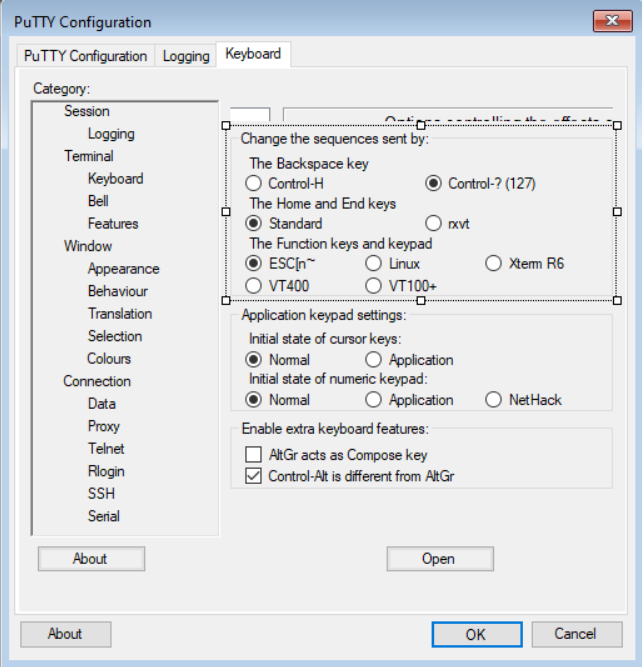 PuTTY Configuration
PuTTY Configuration Logging Keyboard
Category:
Session
Logging
Terminal
Keyboard
Bell
Features
Window
Appearance
Behaviour
Translation
Selection
Colours
Connection
Data
Proxy
Telnet
Rlogin
SSH
Serial
Options controlling the effects o
Change the sequences sent by:
The Backspace key
Control-H Control-? (127)
The Home and End keys
Standard rxvt
The Function keys and keypad
ESC[n~ Linux Xterm R6
VT400 VT100+
Application keypad settings:
Initial state of cursor keys:
Normal Application
Initial state of numeric keypad:
Normal Application NetHack
Enable extra keyboard features:
AltGr acts as Compose key
Control-Alt is different from AltGr
About Open
About OK Cancel